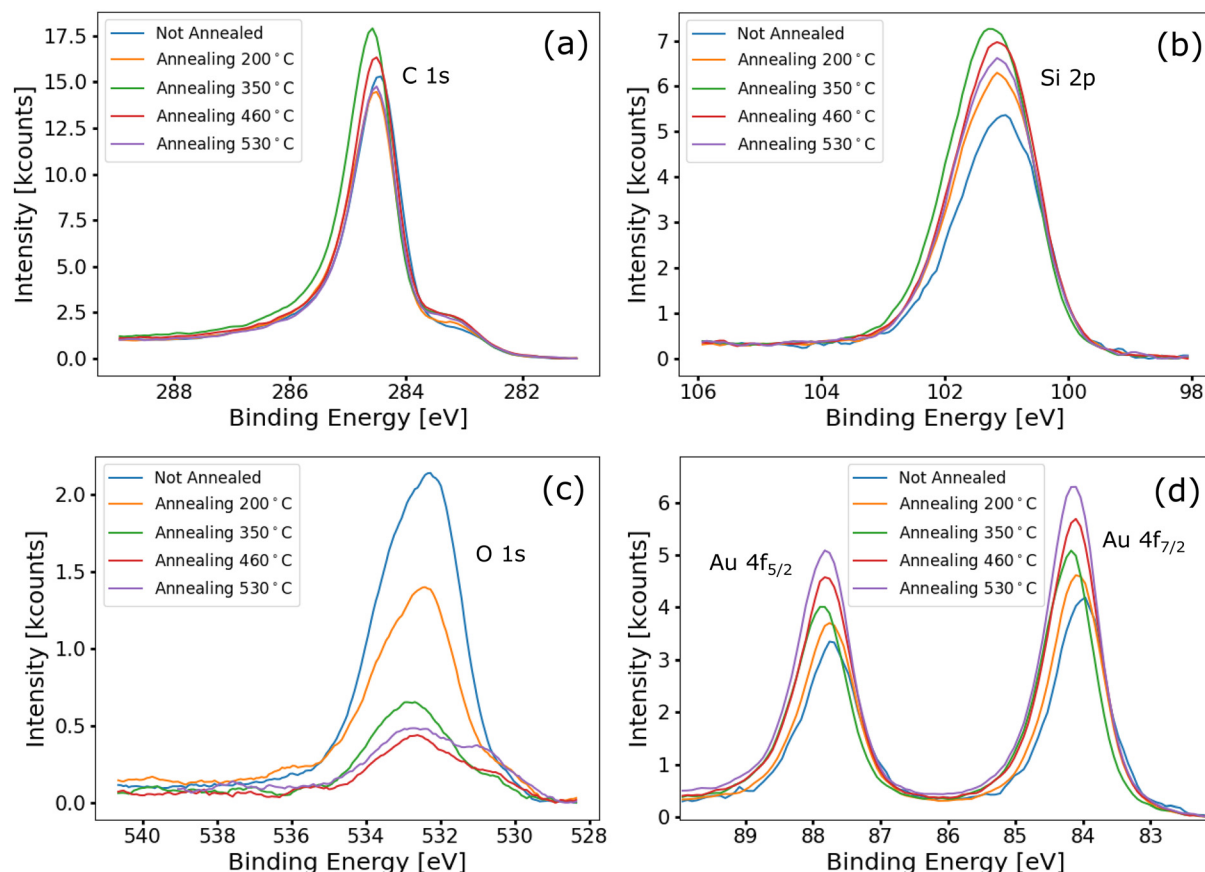 (a)
C 1s
Not Annealed
Annealing 200°C
Annealing 350°C
Annealing 460°C
Annealing 530°C
Intensity [kcounts]
17.5
15.0
12.5
10.0
7.5
5.0
2.5
0.0
288
286
284
282
Binding Energy [eV]
(b)
Si 2p
Not Annealed
Annealing 200°C
Annealing 350°C
Annealing 460°C
Annealing 530°C
Intensity [kcounts]
7
6
5
4
3
2
1
0
106
104
102
100
98
Binding Energy [eV]
(c)
O 1s
Not Annealed
Annealing 200°C
Annealing 350°C
Annealing 460°C
Annealing 530°C
Intensity [kcounts]
2.0
1.5
1.0
0.5
0.0
540
538
536
534
532
530
528
Binding Energy [eV]
(d)
Au 4f5/2
Au 4f7/2
Not Annealed
Annealing 200°C
Annealing 350°C
Annealing 460°C
Annealing 530°C
Intensity [kcounts]
6
5
4
3
2
1
0
89
88
87
86
85
84
83
Binding Energy [eV]